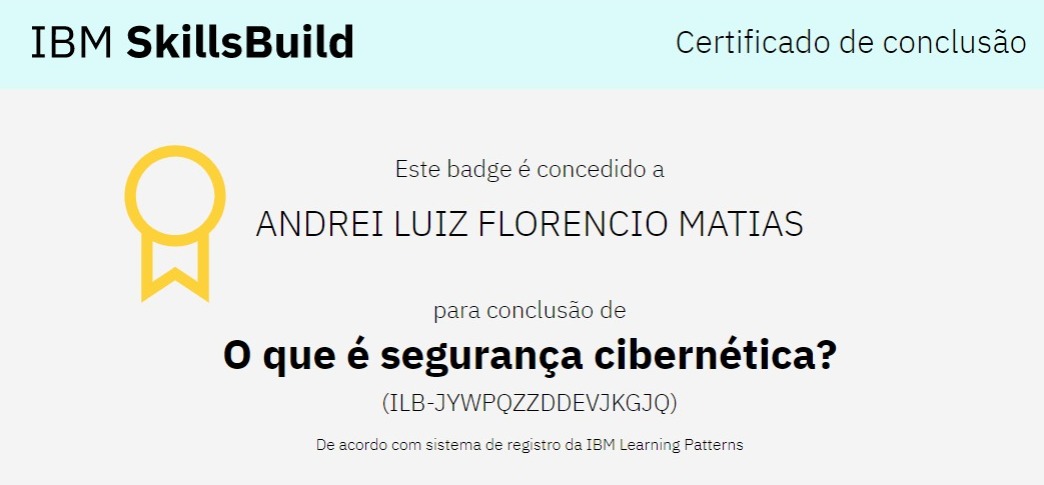 IBM SkillsBuild
Certificado de conclusão
Este badge é concedido a
ANDREI LUIZ FLORENCIO MATIAS
para conclusão de
O que é segurança cibernética?
(ILB-JYWPQZZDDEVJKGJQ)
De acordo com sistema de registro da IBM Learning Patterns